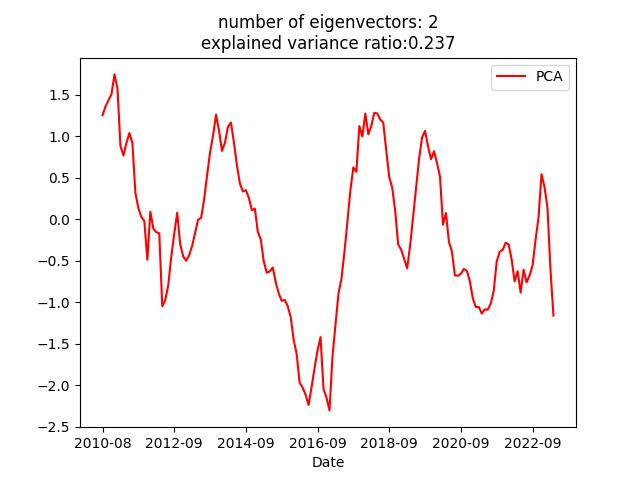 number of eigenvectors: 2
explained variance ratio:0.237
PCA
1.5
1.0
0.5
0.0
−0.5
−1.0
−1.5
−2.0
−2.5
2010-08 2012-09 2014-09 2016-09 2018-09 2020-09 2022-09
Date